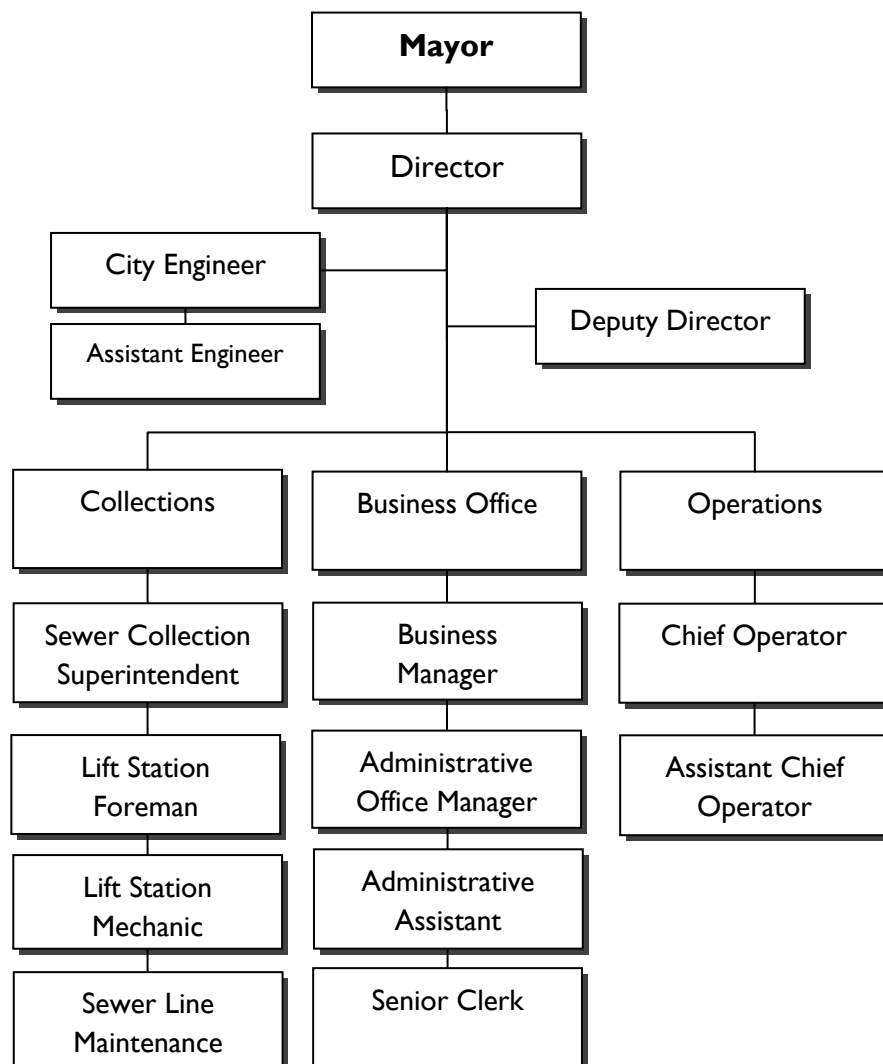 Mayor
Director
City Engineer
Deputy Director
Assistant Engineer
Collections
Business Office
Operations
Sewer Collection
Superintendent
Business
Manager
Chief Operator
Lift Station
Foreman
Administrative
Office Manager
Assistant Chief
Operator
Lift Station
Mechanic
Administrative
Assistant
Sewer Line
Maintenance
Senior Clerk